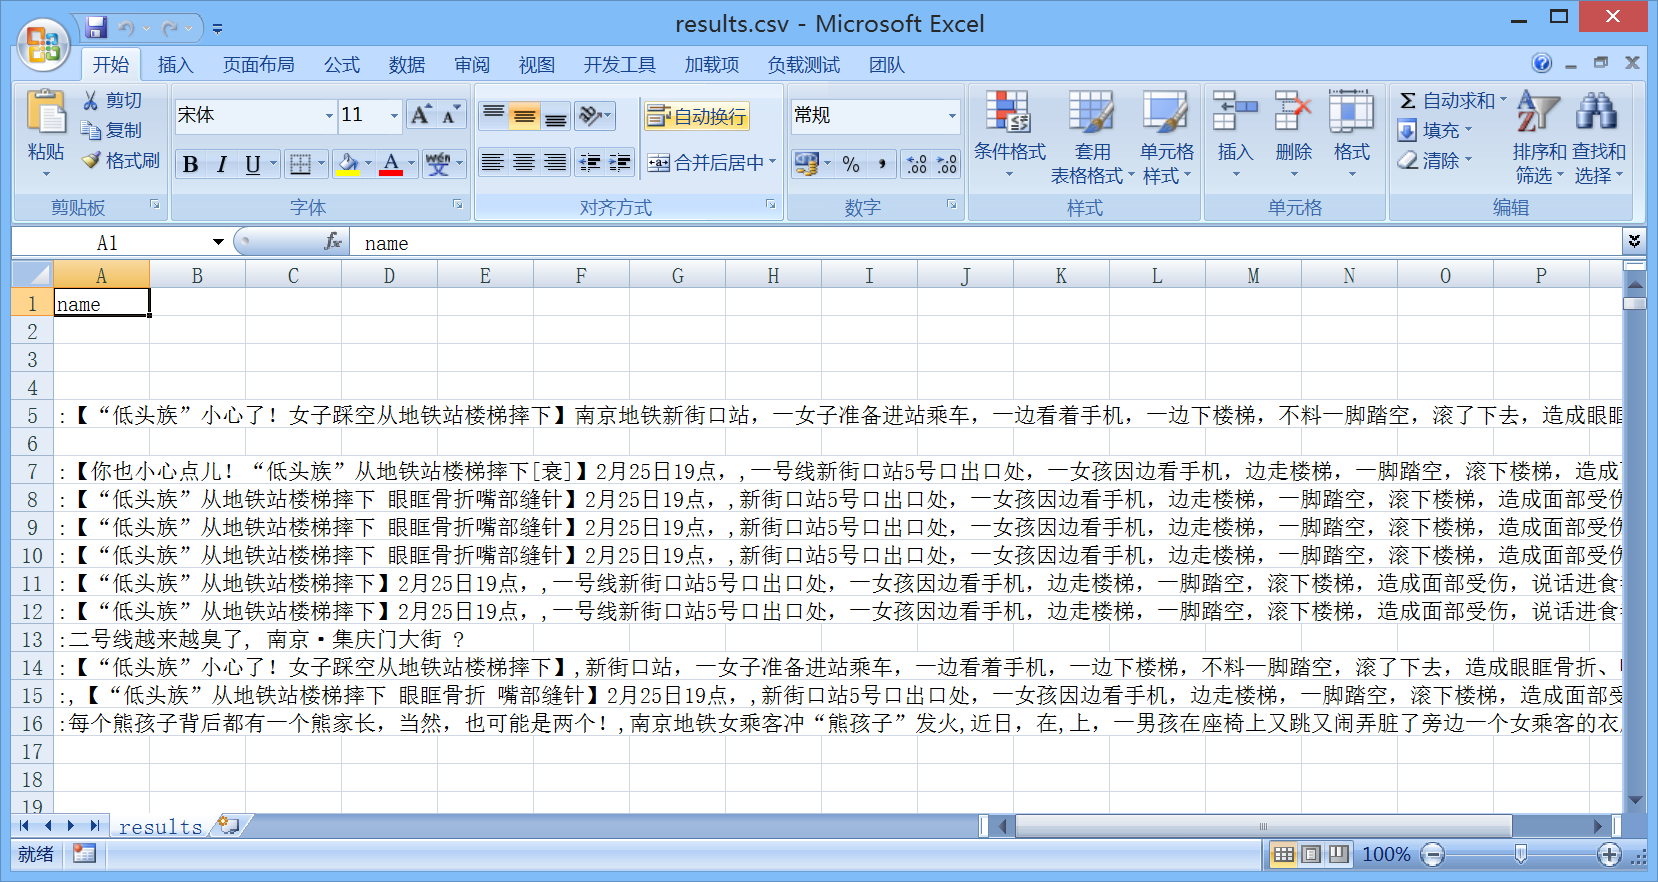 results.csv - Microsoft Excel
开始 插入 页面布局 公式 数据 审阅 视图 开发工具 加载项 负载测试 团队
粘贴 剪切 复制 格式刷
宋体 11
B I U A wén 变
自动换行
合并后居中
常规
% , .00 .00
条件格式 套用表格格式 单元格样式
插入 删除 格式
Σ 自动求和 填充 清除 排序和筛选 查找和选择
剪贴板 字体 对齐方式 数字 样式 单元格 编辑
A1 fx name
A B C D E F G H I J K L M N O P
1 name
2
3
4
5 :【“低头族”小心了！女子踩空从地铁站楼梯摔下】南京地铁新街口站，一女子准备进站乘车，一边看着手机，一边下楼梯，不料一脚踏空，滚了下去，造成眼眶
6
7 :【你也小心点儿！“低头族”从地铁站楼梯摔下[衰]】2月25日19点，,一号线新街口站5号口出口处，一女孩因边看手机，边走楼梯，一脚踏空，滚下楼梯，造成
8 :【“低头族”从地铁站楼梯摔下 眼眶骨折嘴部缝针】2月25日19点，,新街口站5号口出口处，一女孩因边看手机，边走楼梯，一脚踏空，滚下楼梯，造成面部受伤
9 :【“低头族”从地铁站楼梯摔下 眼眶骨折嘴部缝针】2月25日19点，,新街口站5号口出口处，一女孩因边看手机，边走楼梯，一脚踏空，滚下楼梯，造成面部受伤
10 :【“低头族”从地铁站楼梯摔下 眼眶骨折嘴部缝针】2月25日19点，,新街口站5号口出口处，一女孩因边看手机，边走楼梯，一脚踏空，滚下楼梯，造成面部受伤
11 :【“低头族”从地铁站楼梯摔下】2月25日19点，,一号线新街口站5号口出口处，一女孩因边看手机，边走楼梯，一脚踏空，滚下楼梯，造成面部受伤，说话进食
12 :【“低头族”从地铁站楼梯摔下】2月25日19点，,一号线新街口站5号口出口处，一女孩因边看手机，边走楼梯，一脚踏空，滚下楼梯，造成面部受伤，说话进食
13 :二号线越来越臭了, 南京·集庆门大街 ?
14 :【“低头族”小心了！女子踩空从地铁站楼梯摔下】,新街口站，一女子准备进站乘车，一边看着手机，一边下楼梯，不料一脚踏空，滚了下去，造成眼眶骨折、
15 :,【“低头族”从地铁站楼梯摔下 眼眶骨折 嘴部缝针】2月25日19点，,新街口站5号口出口处，一女孩因边看手机，边走楼梯，一脚踏空，滚下楼梯，造成面部受
16 :每个熊孩子背后都有一个熊家长，当然，也可能是两个！,南京地铁女乘客冲“熊孩子”发火,近日，在,上，一男孩在座椅上又跳又闹弄脏了旁边一个女乘客的衣
17
18
19
results
就绪 100%